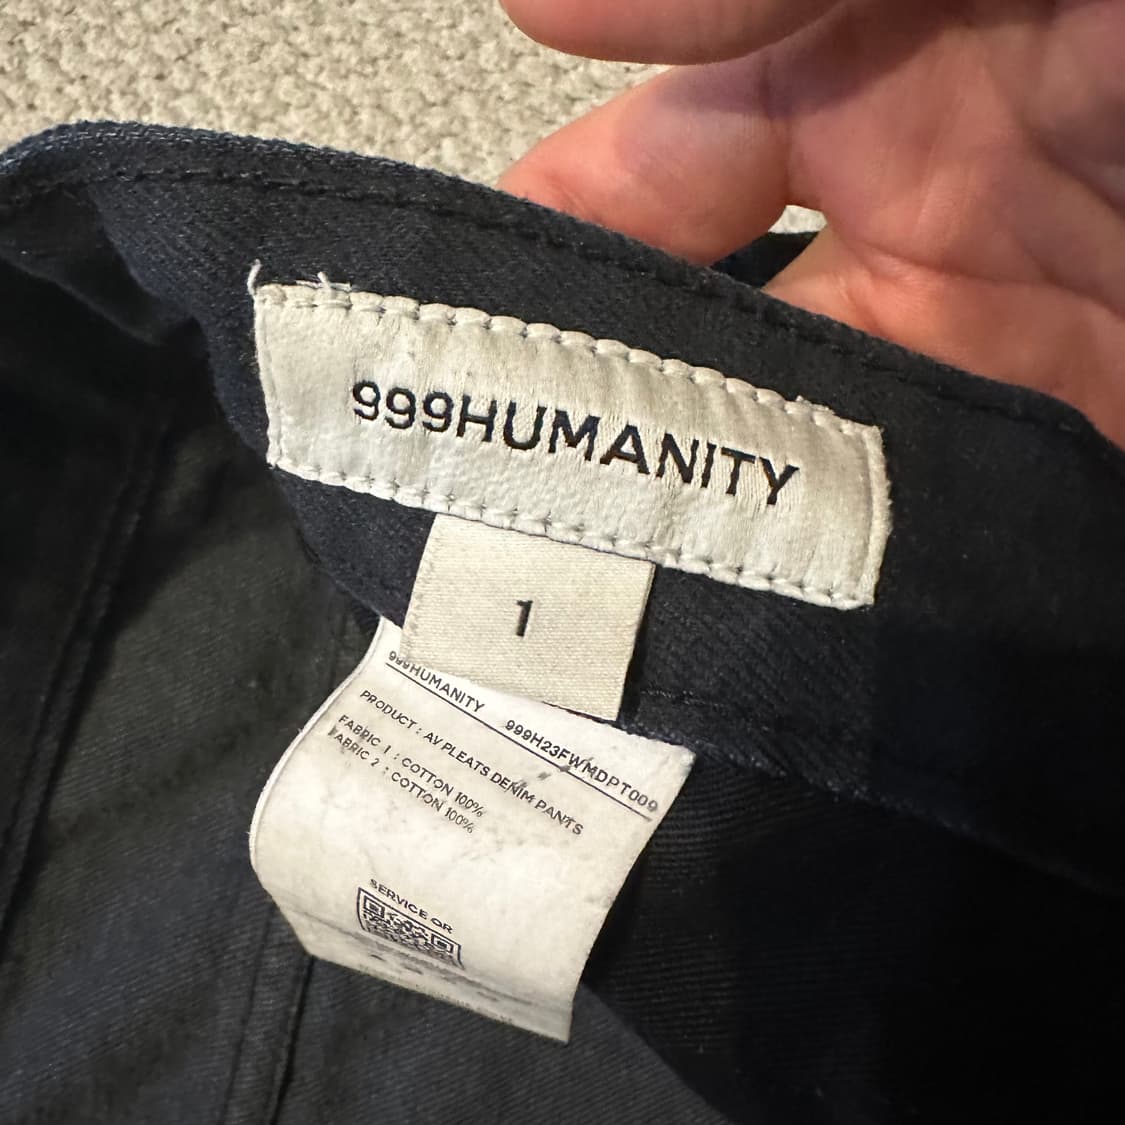 999HUMANITY
1
999HUMANITY 999H23FWMDPT009
PRODUCT : AV PLEATS DENIM PANTS
FABRIC 1 : COTTON 100%
FABRIC 2 : COTTON 100%
SERVICE QR